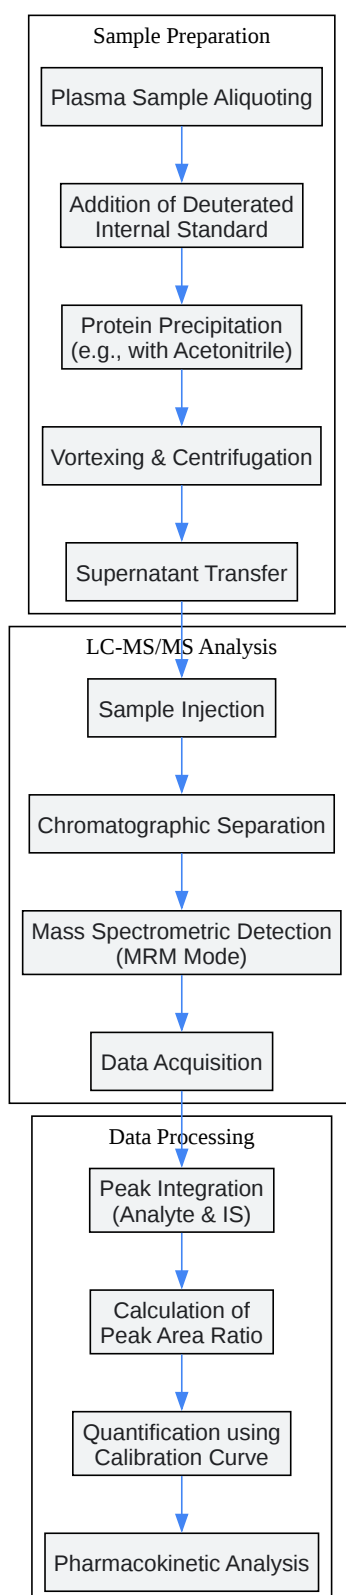 Sample Preparation
Plasma Sample Aliquoting
Addition of Deuterated
Internal Standard
Protein Precipitation
(e.g., with Acetonitrile)
Vortexing & Centrifugation
Supernatant Transfer
LC-MS/MS Analysis
Sample Injection
Chromatographic Separation
Mass Spectrometric Detection
(MRM Mode)
Data Acquisition
Data Processing
Peak Integration
(Analyte & IS)
Calculation of
Peak Area Ratio
Quantification using
Calibration Curve
Pharmacokinetic Analysis